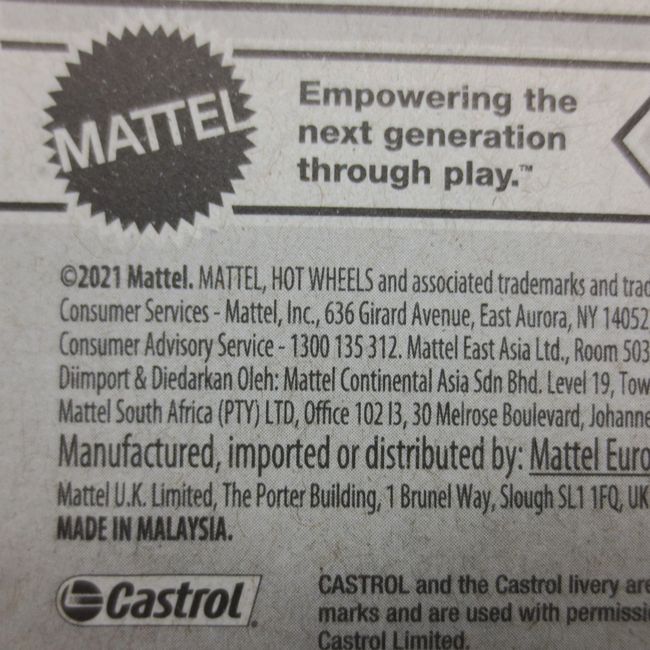 MATTEL
Empowering the
next generation
through play.™
©2021 Mattel. MATTEL, HOT WHEELS and associated trademarks and trad
Consumer Services - Mattel, Inc., 636 Girard Avenue, East Aurora, NY 14052
Consumer Advisory Service - 1300 135 312. Mattel East Asia Ltd., Room 503
Diimport & Diedarkan Oleh: Mattel Continental Asia Sdn Bhd. Level 19, Tow
Mattel South Africa (PTY) LTD, Office 102 I3, 30 Melrose Boulevard, Johanne
Manufactured, imported or distributed by: Mattel Euro
Mattel U.K. Limited, The Porter Building, 1 Brunel Way, Slough SL1 1FQ, UK
MADE IN MALAYSIA.
Castrol
CASTROL and the Castrol livery are
marks and are used with permissi
Castrol Limited.